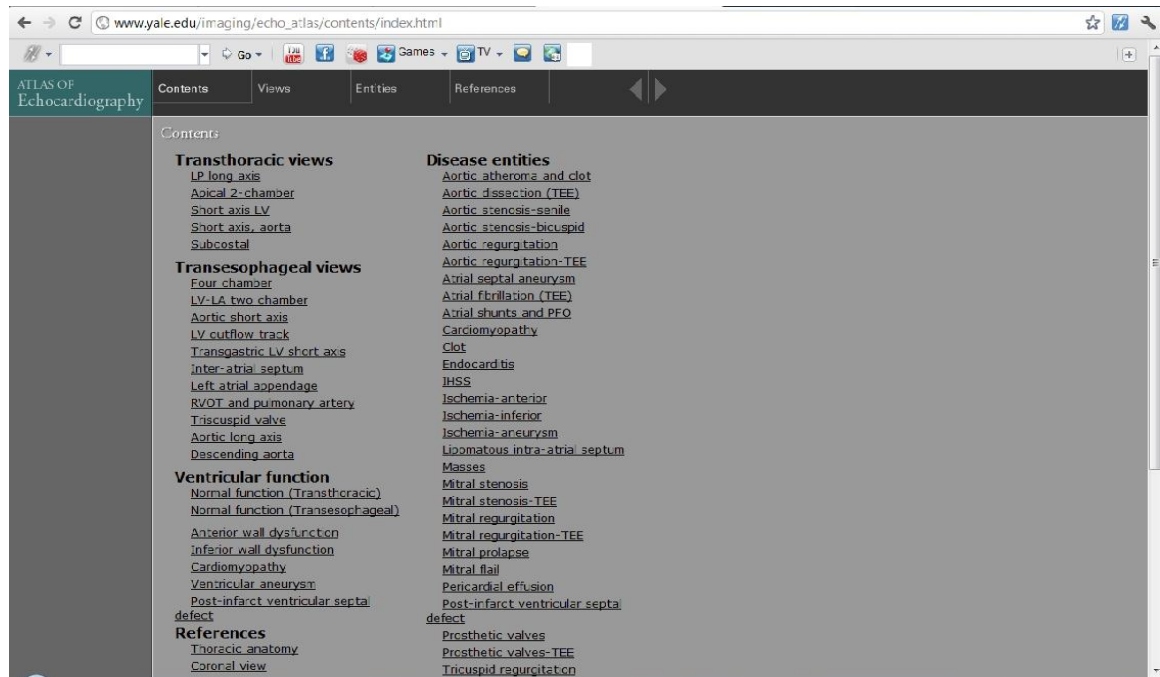 www.yale.edu/imaging/echo_atlas/contents/index.html
Go
You
Tube
f
Games
TV
ATLAS OF
Echocardiography
Contents
Views
Entities
References
Contents
Transthoracic views
LP long axis
Apical 2-chamber
Short axis LV
Short axis, aorta
Subcostal
Transesophageal views
Four chamber
LV-LA two chamber
Aortic short axis
LV outflow track
Transgastric LV short axis
Inter-atrial septum
Left atrial appendage
RVOT and pulmonary artery
Triscuspid valve
Aortic long axis
Descending aorta
Ventricular function
Normal function (Transthoracic)
Normal function (Transesophageal)
Anterior wall dysfunction
Inferior wall dysfunction
Cardiomyopathy
Ventricular aneurysm
Post-infarct ventricular septal
defect
References
Thoracic anatomy
Coronal view
Disease entities
Aortic atheroma and clot
Aortic dissection (TEE)
Aortic stenosis-senile
Aortic stenosis-bicuspid
Aortic regurgitation
Aortic regurgitation-TEE
Atrial septal aneurysm
Atrial fibrillation (TEE)
Atrial shunts and PFO
Cardiomyopathy
Clot
Endocarditis
IHSS
Ischemia-anterior
Ischemia-inferior
Ischemia-aneurysm
Lipomatous intra-atrial septum
Masses
Mitral stenosis
Mitral stenosis-TEE
Mitral regurgitation
Mitral regurgitation-TEE
Mitral prolapse
Mitral flail
Pericardial effusion
Post-infarct ventricular septal
defect
Prosthetic valves
Prosthetic valves-TEE
Tricuspid regurgitation